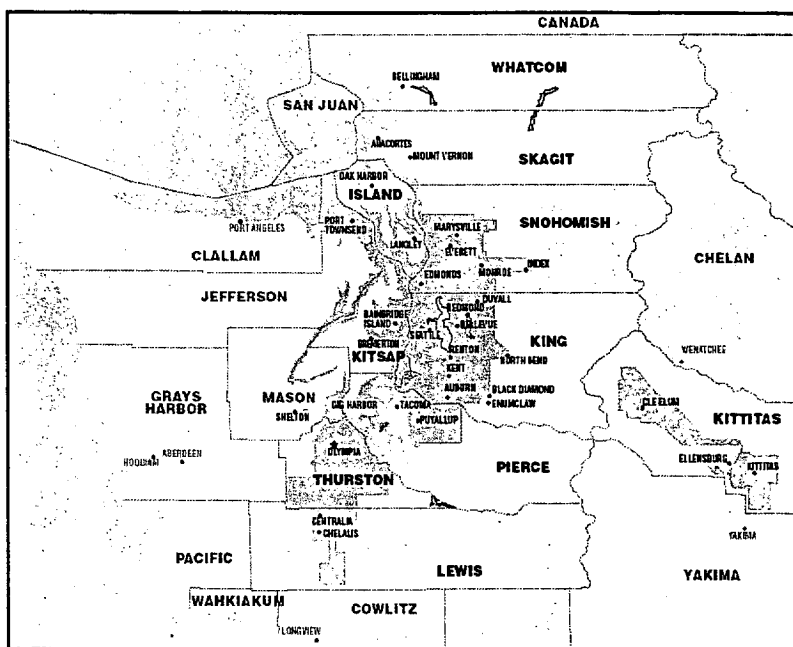 CANADA
WHATCOM
BELLINGHAM
SAN JUAN
ANACORTES
MOUNT VERNON
SKAGIT
OAK HARBOR
ISLAND
PORT ANGELES
PORT
TOWNSEND
SNOHOMISH
MARYSVILLE
EVERETT
LANGLEY
CLALLAM
CHELAN
MONROE
INDEX
EDMONDS
JEFFERSON
DUVALL
REDMOND
BAINBRIDGE
ISLAND
SEATTLE
BELLEVUE
KING
BREMERTON
RENTON
KITSAP
NORTH BEND
WENATCHEE
KENT
MASON
GRAYS
HARBOR
AUBURN
BLACK DIAMOND
GIG HARBOR
TACOMA
ENUMCLAW
CLE ELUM
SHELTON
PUYALLUP
KITTITAS
OLYMPIA
ABERDEEN
HOQUIAM
PIERCE
ELLENSBURG
KITTITAS
THURSTON
CENTRALIA
CHEHALIS
YAKIMA
PACIFIC
LEWIS
YAKIMA
WAHKIAKUM
COWLITZ
LONGVIEW